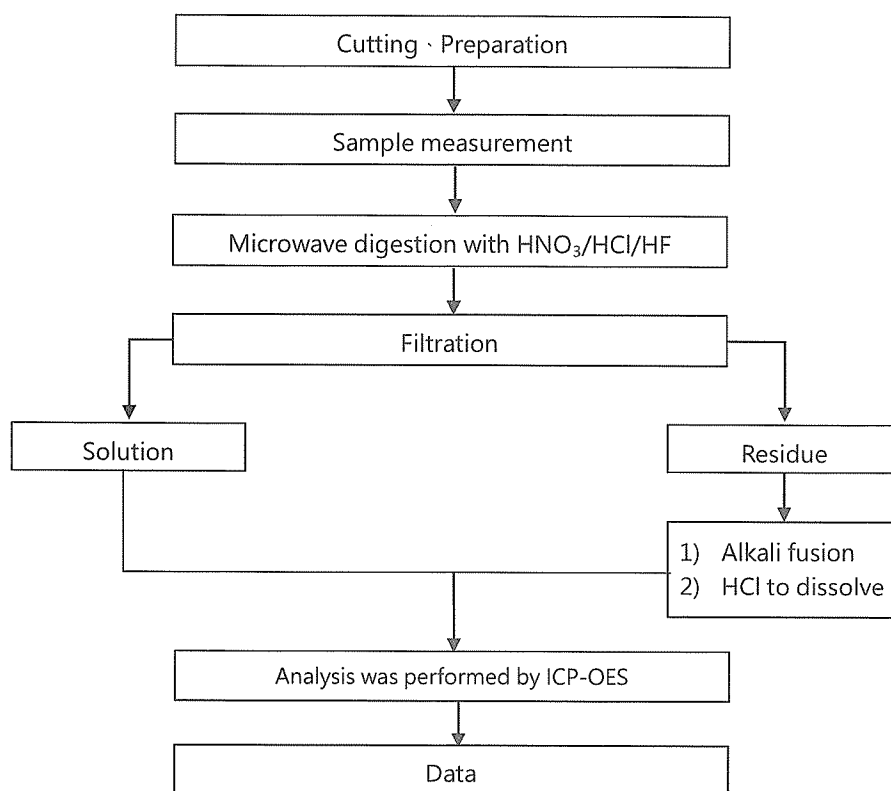 Cutting、Preparation
Sample measurement
Microwave digestion with HNO₃/HCl/HF
Filtration
Solution
Residue
1) Alkali fusion
2) HCl to dissolve
Analysis was performed by ICP-OES
Data